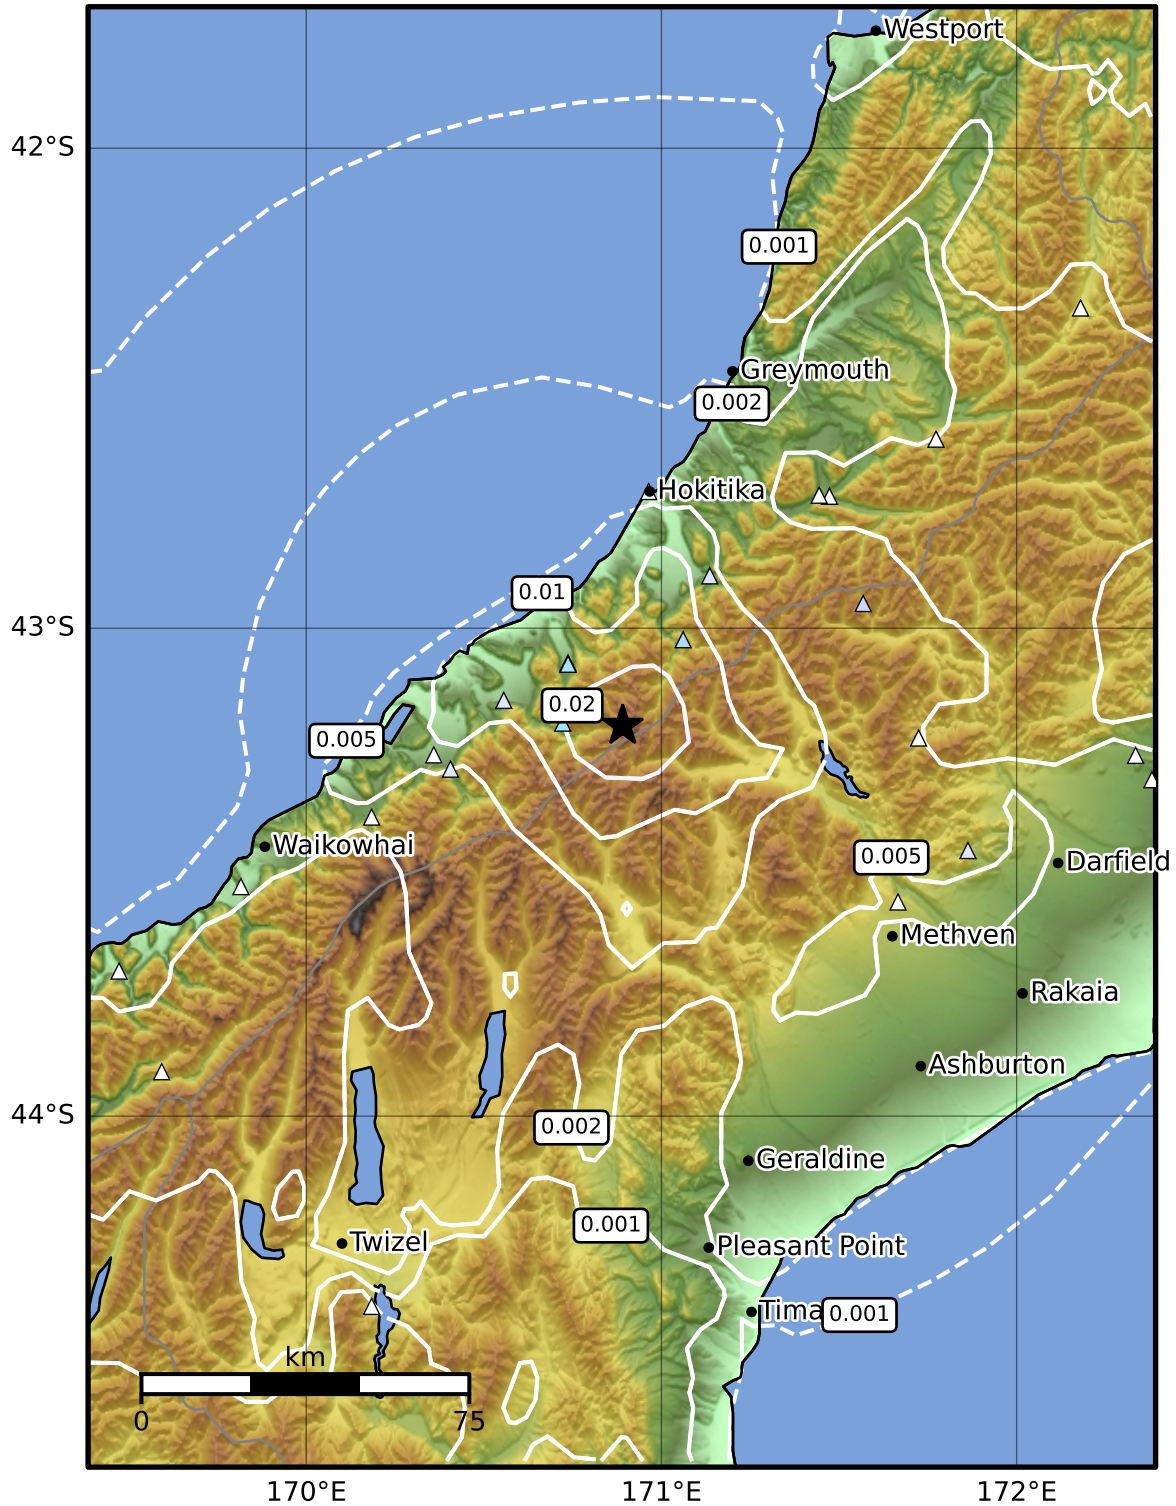 Westport
42°S
0.001
Greymouth
0.002
Hokitika
0.01
43°S
0.02
0.005
Waikowhai
0.005
Darfield
Methven
Rakaia
Ashburton
44°S
0.002
Geraldine
0.001
Twizel
Pleasant Point
Tima
0.001
km
0 75
170°E 171°E 172°E